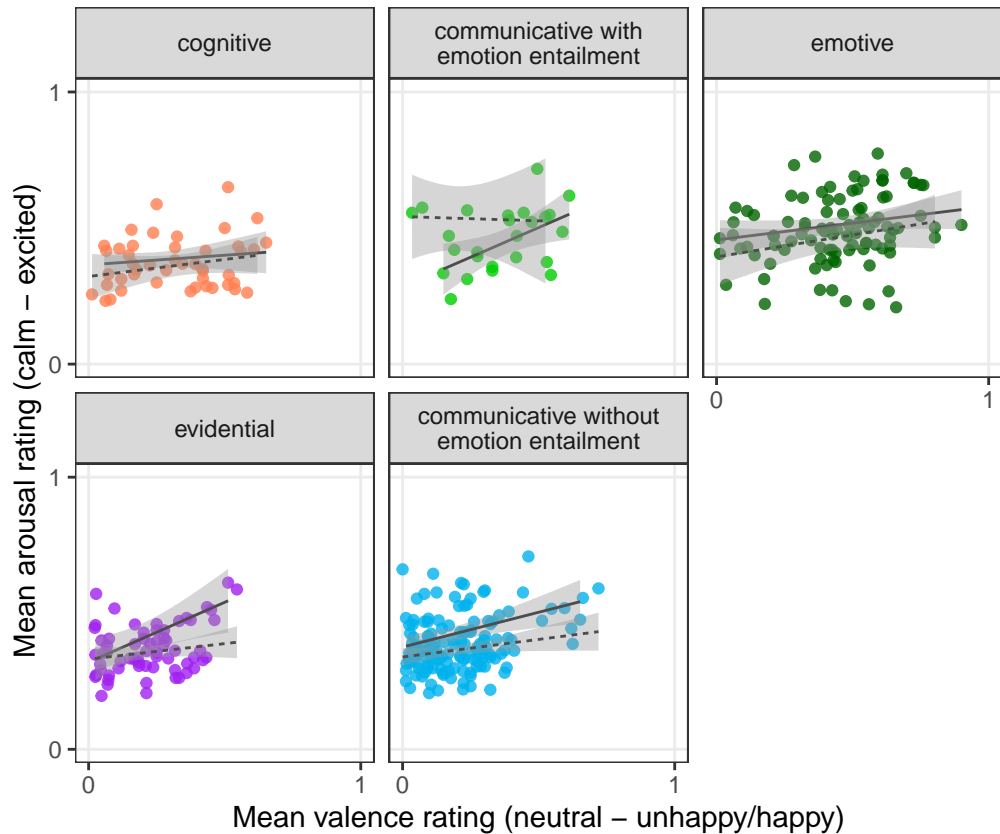 cognitive
communicative with
emotion entailment
emotive
1
0
0
1
evidential
communicative without
emotion entailment
1
0
0
1
0
1
Mean arousal rating (calm − excited)
Mean valence rating (neutral − unhappy/happy)